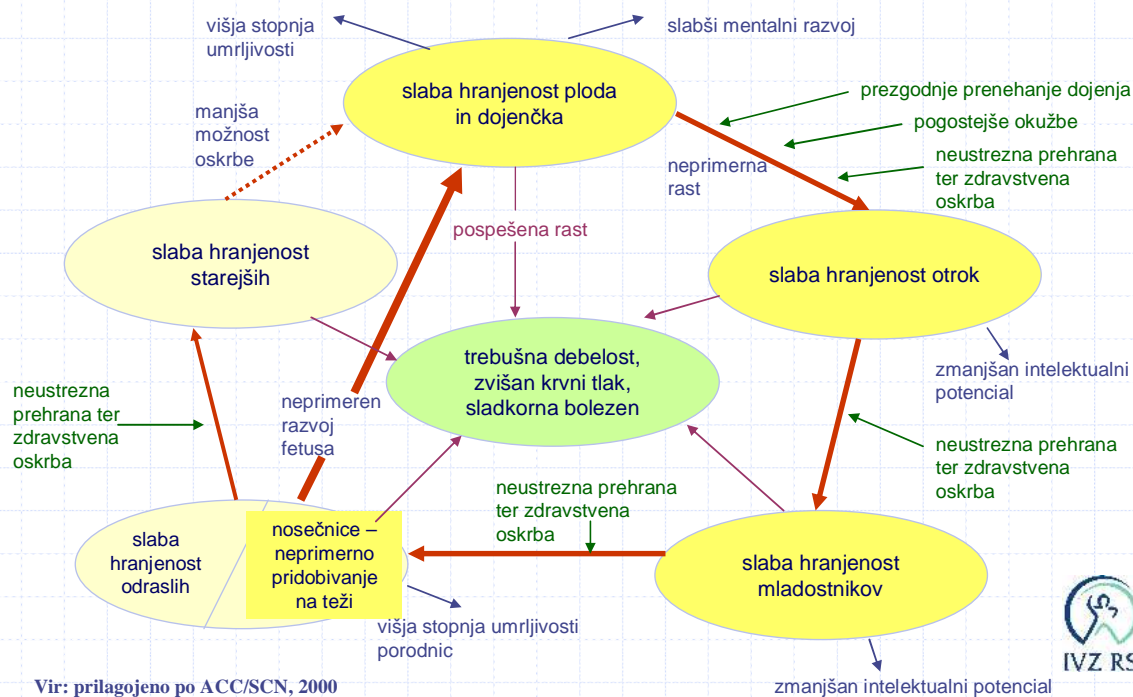 višja stopnja
umrljivosti
slabši mentalni razvoj
slaba hranjenost ploda
in dojenčka
manjša
možnost
oskrbe
prezgodnje prenehanje dojenja
pogostejše okužbe
neustrezna prehrana
ter zdravstvena
oskrba
neprimerna
rast
pospešena rast
slaba hranjenost
starejših
slaba hranjenost otrok
trebušna debelost,
zvišan krvni tlak,
sladkorna bolezen
zmanjšan intelektualni
potencial
neustrezna
prehrana ter
zdravstvena
oskrba
neprimeren
razvoj
fetusa
neustrezna prehrana
ter zdravstvena
oskrba
neustrezna prehrana
ter zdravstvena
oskrba
slaba
hranjenost
odraslih
nosečnice –
neprimerno
pridobivanje
na teži
slaba hranjenost
mladostnikov
višja stopnja umrljivosti
porodnic
IVZ RS
Vir: prilagojeno po ACC/SCN, 2000
zmanjšan intelektualni potencial